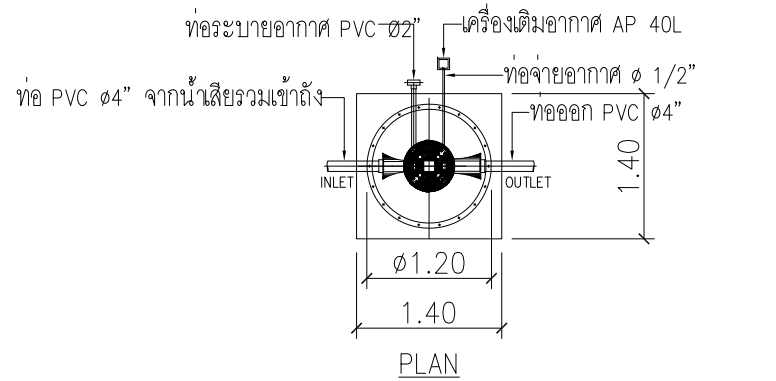 ท่อระบายอากาศ PVC Ø2"
เครื่องเติมอากาศ AP 40L
ท่อจ่ายอากาศ ø 1/2"
ท่อ PVC ø4" จากน้ำเสียรวมเข้าถัง
ท่อออก PVC ø4"
INLET
OUTLET
1.40
ø1.20
1.40
PLAN